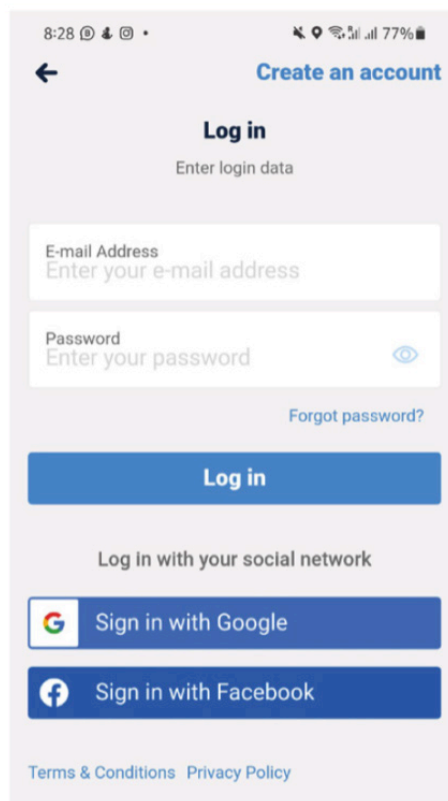 8:28
77%
Create an account
Log in
Enter login data
E-mail Address
Enter your e-mail address
Password
Enter your password
Forgot password?
Log in
Log in with your social network
G Sign in with Google
f Sign in with Facebook
Terms & Conditions Privacy Policy